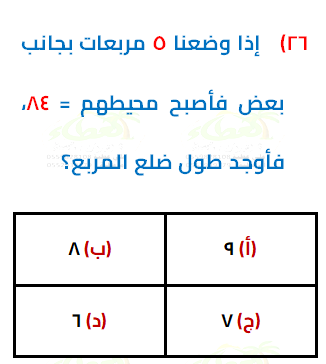 ٢٦) إذا وضعنا ٥ مربعات بجانب
بعض فأصبح محيطهم = ٨٤،
فأوجد طول ضلع المربع؟
(أ) ٩
(ب) ٨
(ج) ٧
(د) ٦